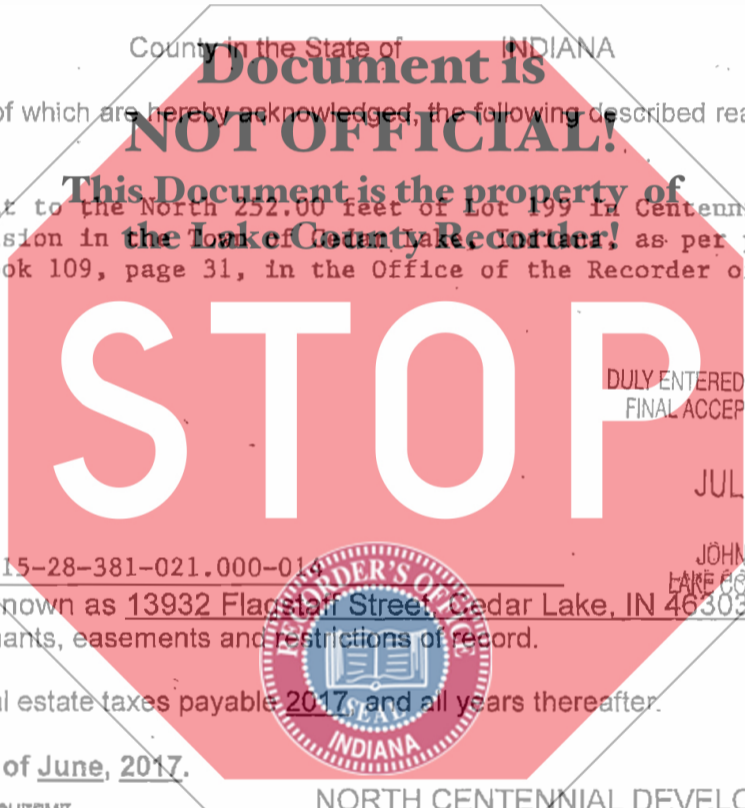 County in the State of INDIANA
Document is
of which are hereby acknowledged, the following described rea
NOT OFFICIAL!
This Document is the property of
t to the North 252.00 feet of Lot 199 in Centenn
sion in the Town of Cedar Lake, Indiana, as per
the Lake County Recorder!
ok 109, page 31, in the Office of the Recorder o
STOP
DULY ENTERED
FINAL ACCEP
JUL
JOHN
15-28-381-021.000-014
LAKE CO
nown as 13932 Flagstaff Street, Cedar Lake, IN 46303
nants, easements and restrictions of record.
RECORDER'S OFFICE
SEAL
INDIANA
l estate taxes payable 2017, and all years thereafter.
of June, 2017.
NORTH CENTENNIAL DEVELO